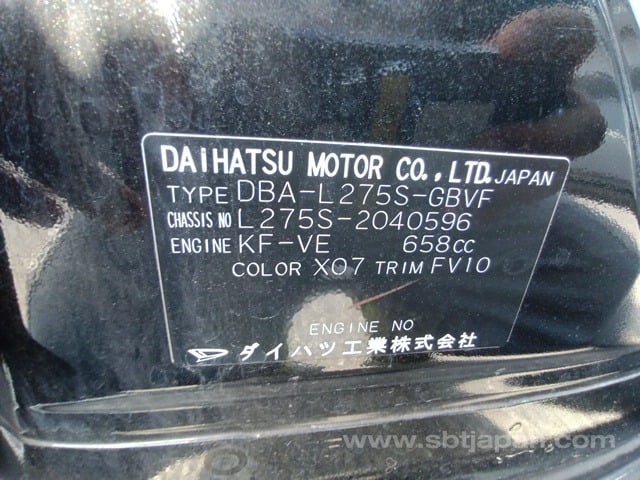 DAIHATSU MOTOR CO., LTD. JAPAN
TYPE DBA-L275S-GBVF
CHASSIS NO L275S-2040596
ENGINE KF-VE 658cc
COLOR X07 TRIM FV10
ENGINE NO
ダイハツ工業株式会社
www.sbtjapan.com